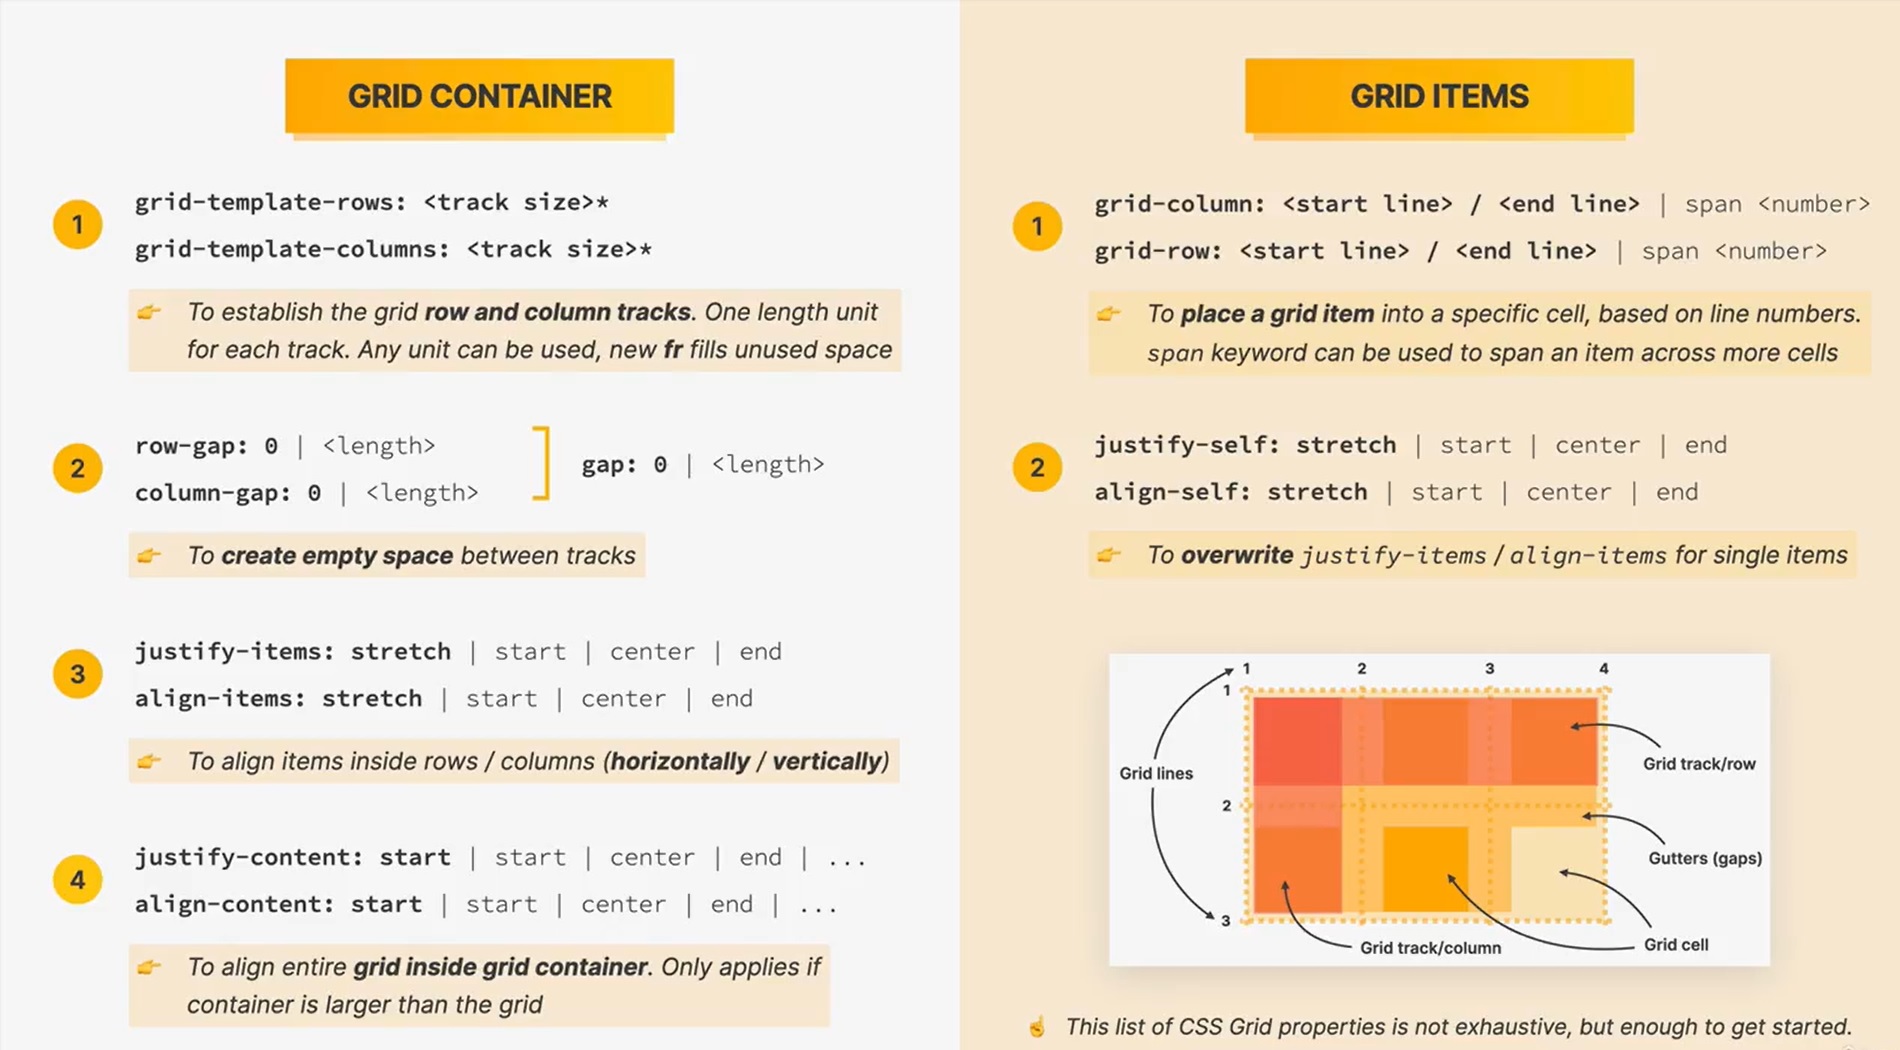 GRID CONTAINER
1
grid-template-rows: <track size>*
grid-template-columns: <track size>*
To establish the grid row and column tracks. One length unit
for each track. Any unit can be used, new fr fills unused space
2
row-gap: 0 | <length>
column-gap: 0 | <length>
gap: 0 | <length>
To create empty space between tracks
3
justify-items: stretch | start | center | end
align-items: stretch | start | center | end
To align items inside rows / columns (horizontally / vertically)
4
justify-content: start | start | center | end | ...
align-content: start | start | center | end | ...
To align entire grid inside grid container. Only applies if
container is larger than the grid
GRID ITEMS
1
grid-column: <start line> / <end line> | span <number>
grid-row: <start line> / <end line> | span <number>
To place a grid item into a specific cell, based on line numbers.
span keyword can be used to span an item across more cells
2
justify-self: stretch | start | center | end
align-self: stretch | start | center | end
To overwrite justify-items / align-items for single items
1 2 3 4
1
Grid track/row
Grid lines
2
Gutters (gaps)
3
Grid track/column
Grid cell
This list of CSS Grid properties is not exhaustive, but enough to get started.